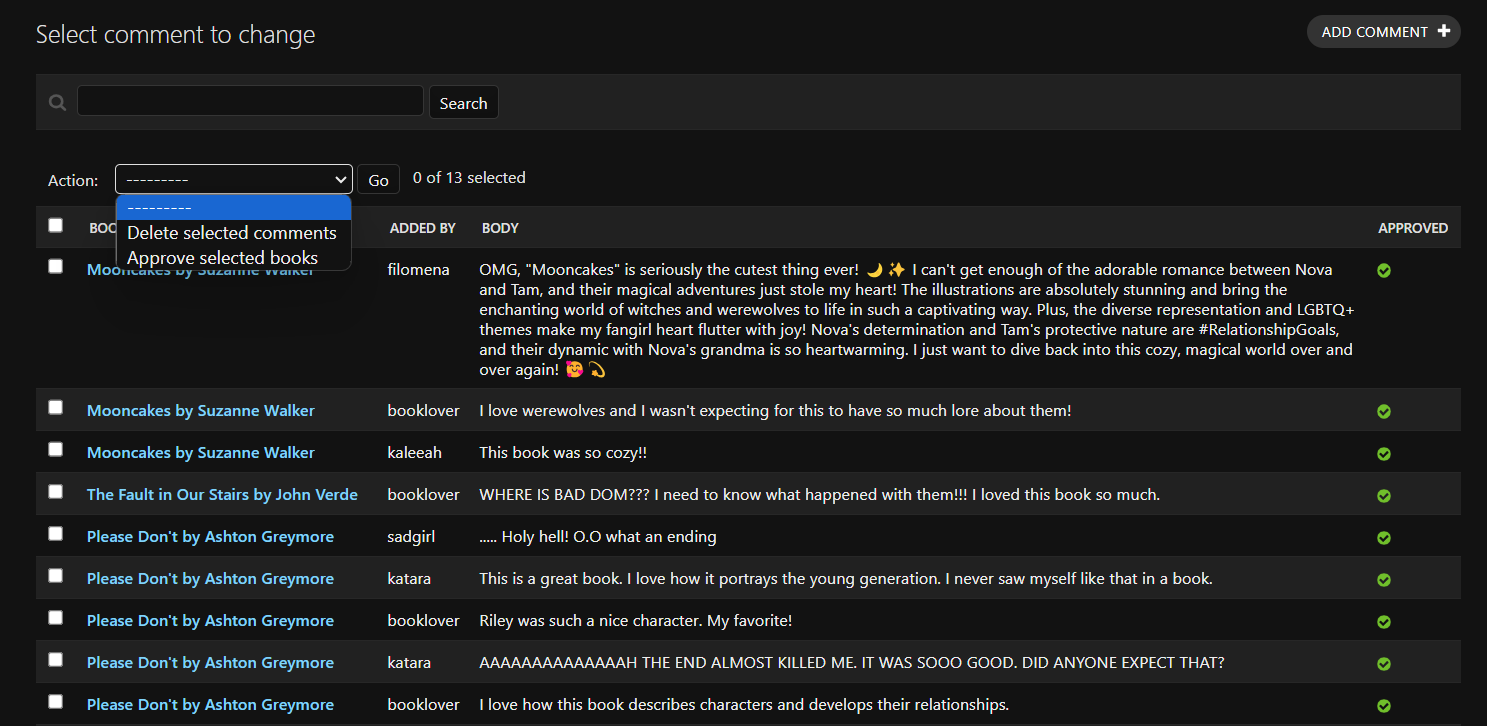 Select comment to change
ADD COMMENT
Search
Action: --------- Go 0 of 13 selected
---------
Delete selected comments
Approve selected books
ADDED BY BODY APPROVED
Mooncakes by Suzanne Walker filomena OMG, "Mooncakes" is seriously the cutest thing ever! 🌙✨ I can't get enough of the adorable romance between Nova
and Tam, and their magical adventures just stole my heart! The illustrations are absolutely stunning and bring the
enchanting world of witches and werewolves to life in such a captivating way. Plus, the diverse representation and LGBTQ+
themes make my fangirl heart flutter with joy! Nova's determination and Tam's protective nature are #RelationshipGoals,
and their dynamic with Nova's grandma is so heartwarming. I just want to dive back into this cozy, magical world over and
over again! 🥰 💫
Mooncakes by Suzanne Walker booklover I love werewolves and I wasn't expecting for this to have so much lore about them!
Mooncakes by Suzanne Walker kaleeah This book was so cozy!!
The Fault in Our Stairs by John Verde booklover WHERE IS BAD DOM??? I need to know what happened with them!!! I loved this book so much.
Please Don't by Ashton Greymore sadgirl ..... Holy hell! O.O what an ending
Please Don't by Ashton Greymore katara This is a great book. I love how it portrays the young generation. I never saw myself like that in a book.
Please Don't by Ashton Greymore booklover Riley was such a nice character. My favorite!
Please Don't by Ashton Greymore katara AAAAAAAAAAAAAAH THE END ALMOST KILLED ME. IT WAS SOOO GOOD. DID ANYONE EXPECT THAT?
Please Don't by Ashton Greymore booklover I love how this book describes characters and develops their relationships.